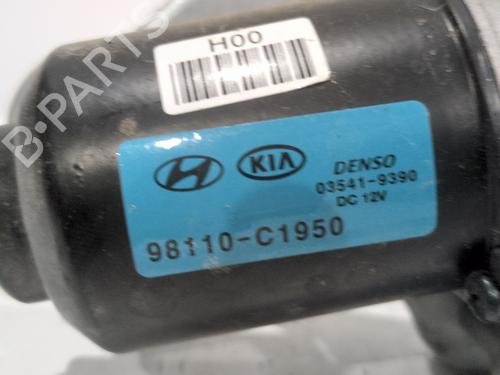 H00
KIA
DENSO
03541-9390
DC 12V
98110-C1950
B-PARTS